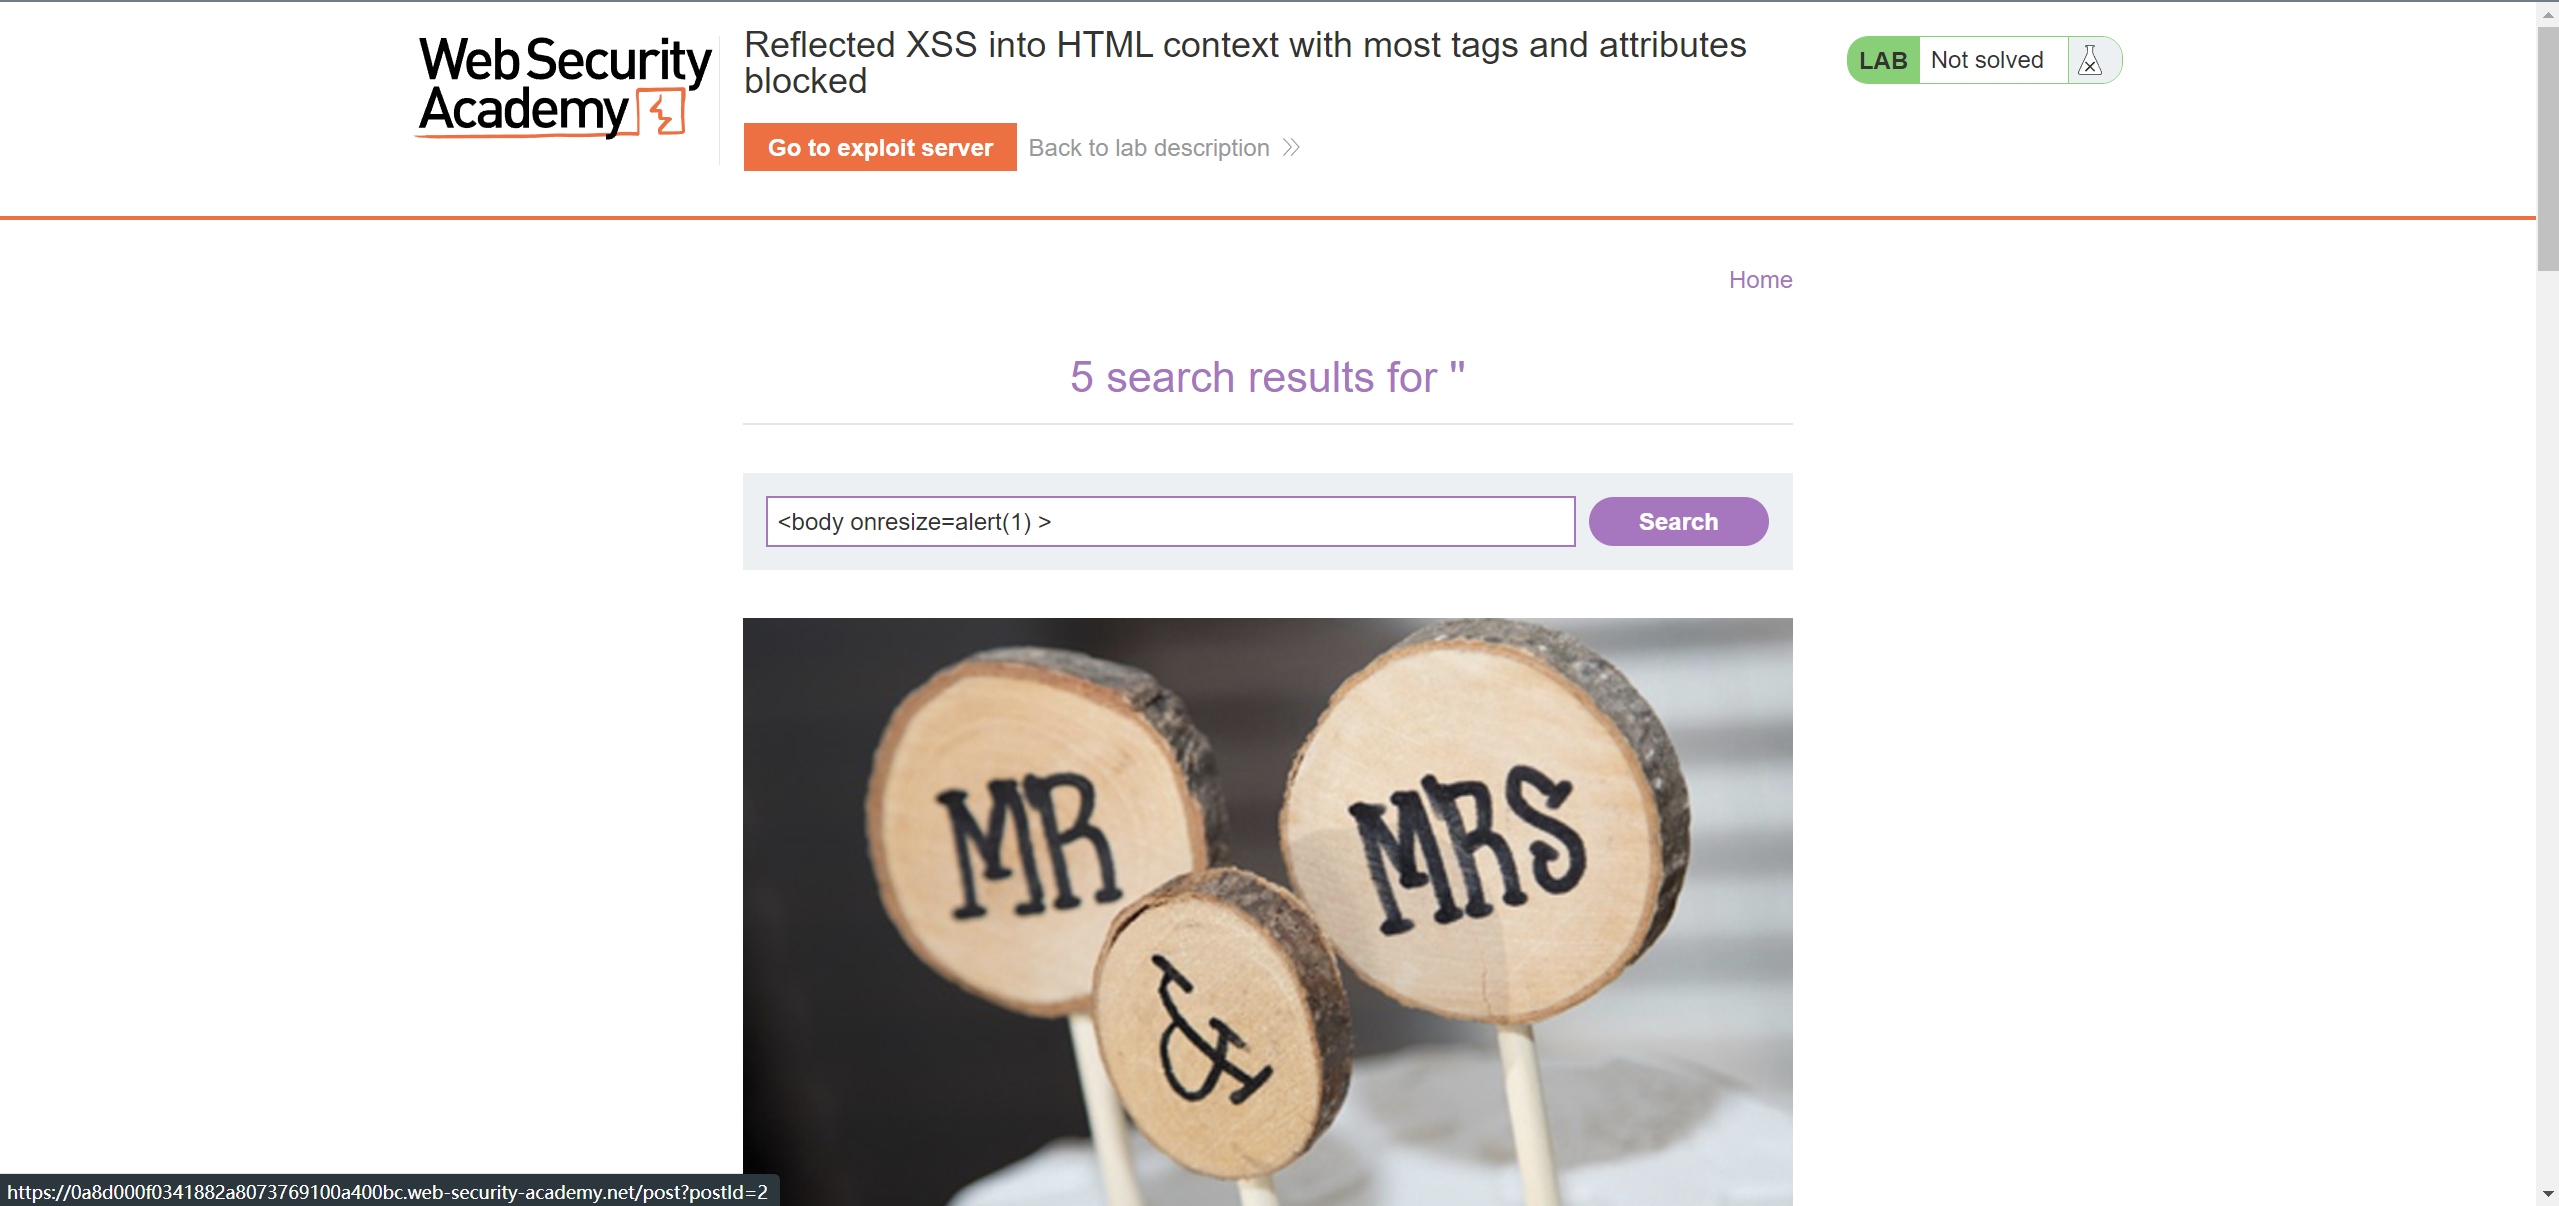 Web Security
Academy
Reflected XSS into HTML context with most tags and attributes
blocked
LAB Not solved
Go to exploit server Back to lab description
Home
5 search results for ''
<body onresize=alert(1) > Search
MR
MRS
&
https://0a8d000f0341882a8073769100a400bc.web-security-academy.net/post?postId=2